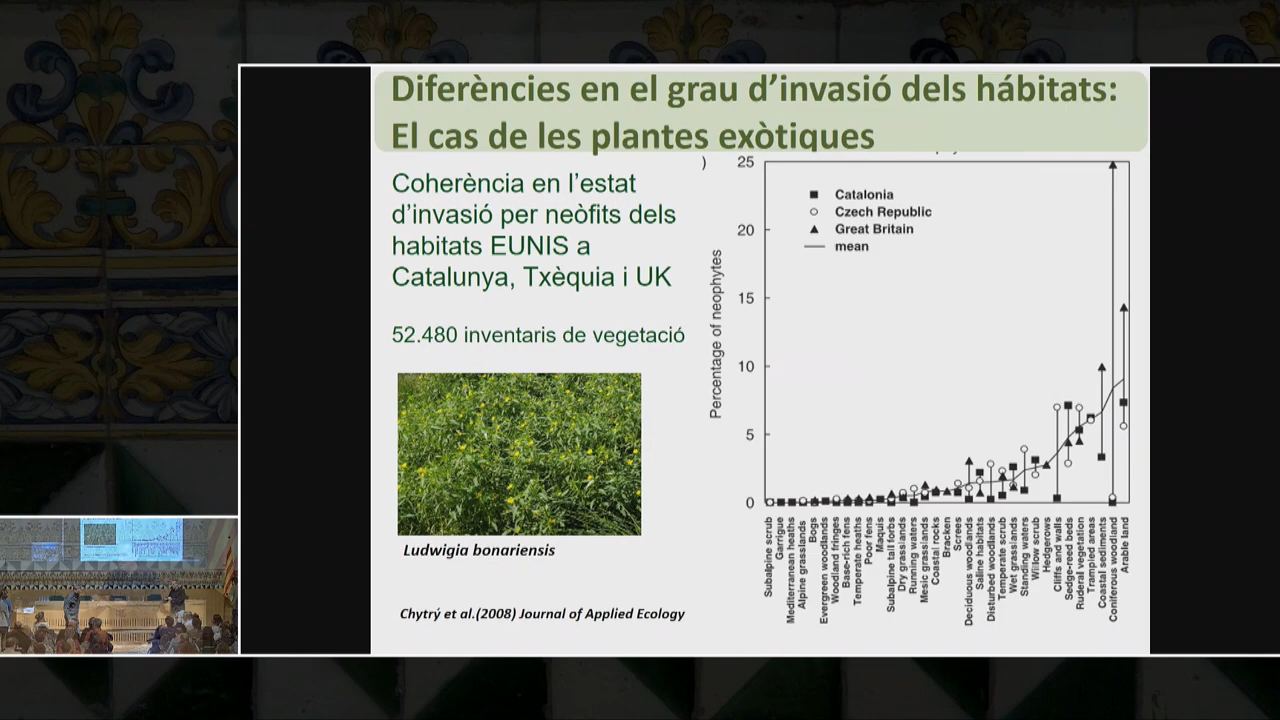 Diferències en el grau d’invasió dels hábitats:
El cas de les plantes exòtiques
Coherència en l’estat
d’invasió per neòfits dels
habitats EUNIS a
Catalunya, Txèquia i UK
52.480 inventaris de vegetació
Ludwigia bonariensis
Chytrý et al.(2008) Journal of Applied Ecology
)
25
20
15
10
5
0
Percentage of neophytes
Catalonia
Czech Republic
Great Britain
mean
Subalpine scrub
Garrigue
Mediterranean heaths
Alpine grasslands
Bogs
Evergreen woodlands
Woodland fringes
Base-rich fens
Temperate heaths
Poor fens
Maquis
Subalpine tall forbs
Dry grasslands
Running waters
Mesic grasslands
Coastal rocks
Bracken
Screes
Deciduous woodlands
Saline habitats
Disturbed woodlands
Temperate scrub
Wet grasslands
Standing waters
Willow scrub
Hedgerows
Cliffs and walls
Sedge-reed beds
Ruderal vegetation
Trampled areas
Coastal sediments
Coniferous woodland
Arable land